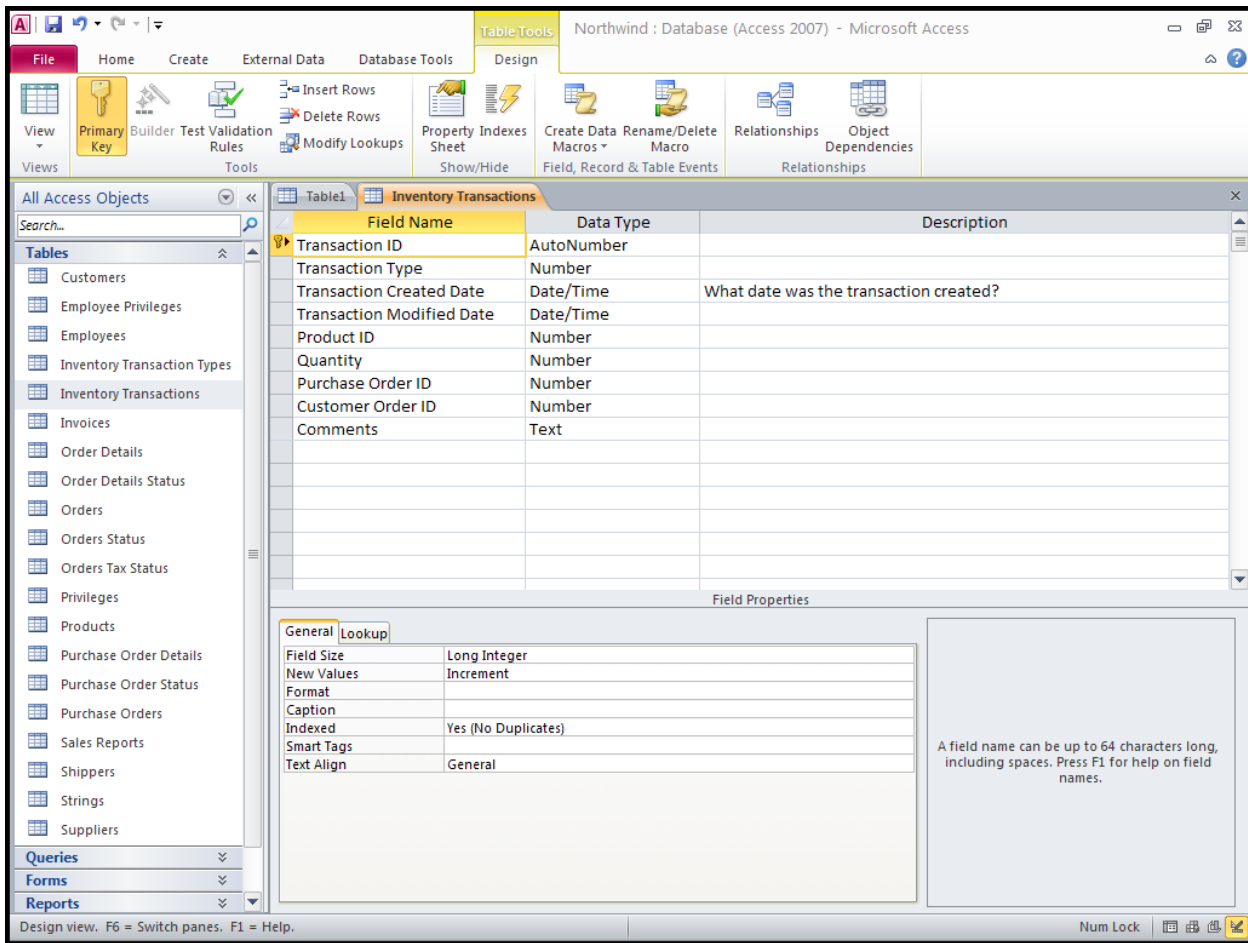 A
Table Tools
Northwind : Database (Access 2007) - Microsoft Access
File Home Create External Data Database Tools Design
View
Views
Primary Key
Builder
Test Validation Rules
Insert Rows
Delete Rows
Modify Lookups
Tools
Property Sheet
Indexes
Show/Hide
Create Data Macros
Rename/Delete Macro
Field, Record & Table Events
Relationships
Object Dependencies
Relationships
All Access Objects
Search...
Tables
Customers
Employee Privileges
Employees
Inventory Transaction Types
Inventory Transactions
Invoices
Order Details
Order Details Status
Orders
Orders Status
Orders Tax Status
Privileges
Products
Purchase Order Details
Purchase Order Status
Purchase Orders
Sales Reports
Shippers
Strings
Suppliers
Queries
Forms
Reports
Table1 Inventory Transactions
Field Name Data Type Description
Transaction ID AutoNumber
Transaction Type Number
Transaction Created Date Date/Time What date was the transaction created?
Transaction Modified Date Date/Time
Product ID Number
Quantity Number
Purchase Order ID Number
Customer Order ID Number
Comments Text
Field Properties
General Lookup
Field Size Long Integer
New Values Increment
Format
Caption
Indexed Yes (No Duplicates)
Smart Tags
Text Align General
A field name can be up to 64 characters long,
including spaces. Press F1 for help on field
names.
Design view. F6 = Switch panes. F1 = Help.
Num Lock